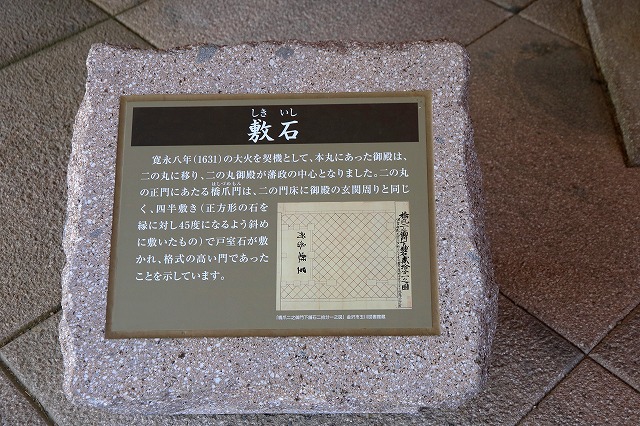 しき いし
敷石
寛永八年(1631)の大火を契機として、本丸にあった御殿は、
二の丸に移り、二の丸御殿が藩政の中心となりました。二の丸
はしづめもん
の正門にあたる橋爪門は、二の門床に御殿の玄関周りと同じ
く、四半敷き(正方形の石を
縁に対し45度になるよう斜め
に敷いたもの)で戸室石が敷
かれ、格式の高い門であった
ことを示しています。